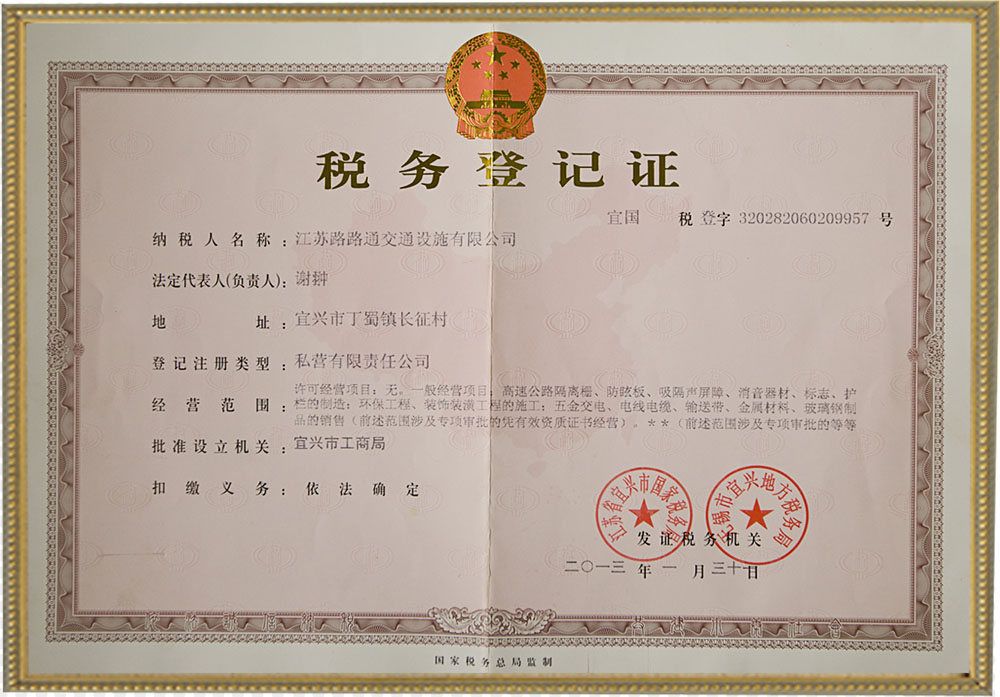 税务登记证
宜国 税 登字 320282060209957 号
纳税人名称：江苏路路通交通设施有限公司
法定代表人(负责人)：谢翀
地址：宜兴市丁蜀镇长征村
登记注册类型：私营有限责任公司
许可经营项目：无。一般经营项目：高速公路隔离栅、防眩板、吸隔声屏障、消音器材、标志、护
经营范围：栏的制造；环保工程、装饰装潢工程的施工；五金交电、电线电缆、输送带、金属材料、玻璃钢制
品的销售（前述范围涉及专项审批的凭有效资质证书经营）。**（前述范围涉及专项审批的等等
批准设立机关：宜兴市工商局
扣缴义务：依法确定
江苏省宜兴市国家税务局
无锡市宜兴地方税务局
发证税务机关
二〇一三 年 一 月 三十一日
国家税务总局监制